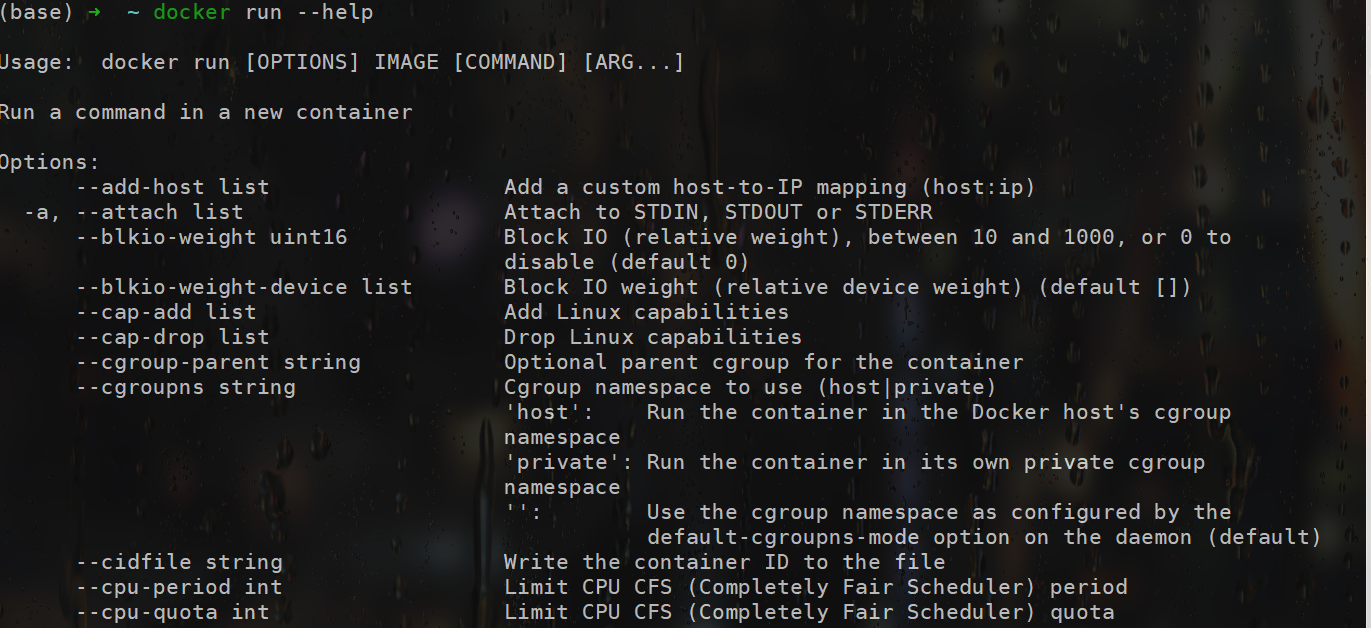 (base) ➜  ~ docker run --help
Usage:  docker run [OPTIONS] IMAGE [COMMAND] [ARG...]
Run a command in a new container
Options:
      --add-host list                  Add a custom host-to-IP mapping (host:ip)
  -a, --attach list                    Attach to STDIN, STDOUT or STDERR
      --blkio-weight uint16            Block IO (relative weight), between 10 and 1000, or 0 to
                                       disable (default 0)
      --blkio-weight-device list       Block IO weight (relative device weight) (default [])
      --cap-add list                   Add Linux capabilities
      --cap-drop list                  Drop Linux capabilities
      --cgroup-parent string           Optional parent cgroup for the container
      --cgroupns string                Cgroup namespace to use (host|private)
                                       'host':    Run the container in the Docker host's cgroup
                                       namespace
                                       'private': Run the container in its own private cgroup
                                       namespace
                                       '':        Use the cgroup namespace as configured by the
                                                  default-cgroupns-mode option on the daemon (default)
      --cidfile string                 Write the container ID to the file
      --cpu-period int                 Limit CPU CFS (Completely Fair Scheduler) period
      --cpu-quota int                  Limit CPU CFS (Completely Fair Scheduler) quota